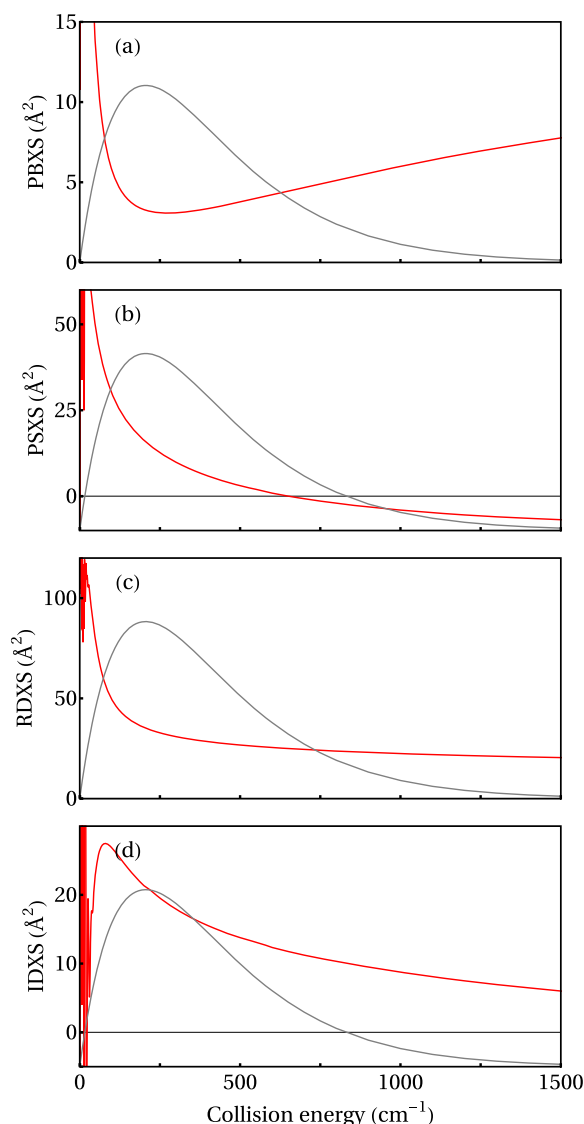 15
(a)
10
PBXS (Å²)
5
0
50
(b)
PSXS (Å²)
25
0
100
(c)
RDXS (Å²)
50
0
(d)
20
IDXS (Å²)
10
0
0 500 1000 1500
Collision energy (cm⁻¹)